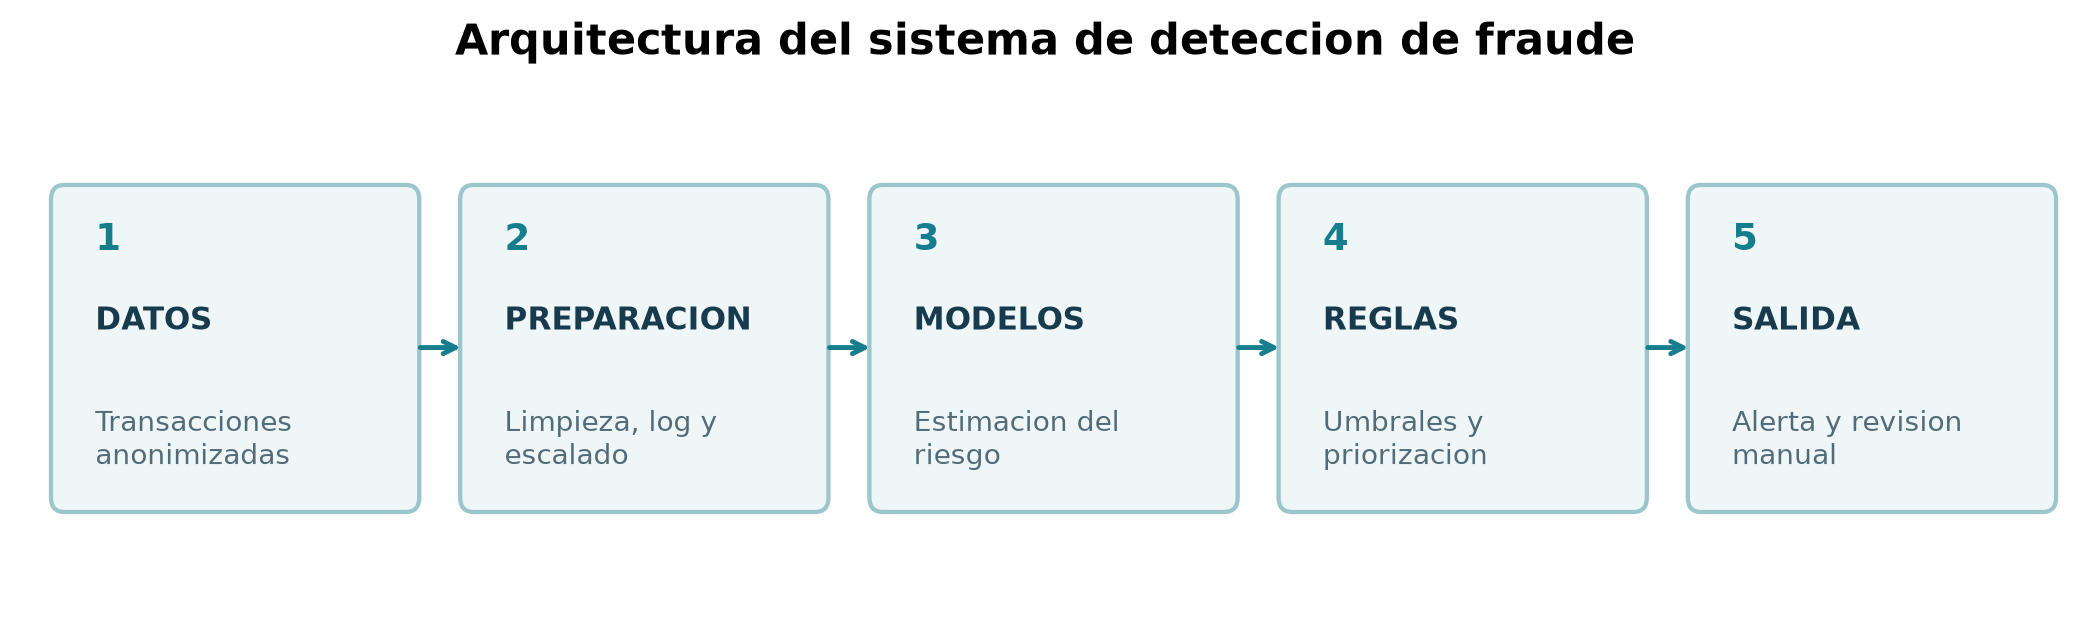 Arquitectura del sistema de deteccion de fraude
1
DATOS
Transacciones
anonimizadas
2
PREPARACION
Limpieza, log y
escalado
3
MODELOS
Estimacion del
riesgo
4
REGLAS
Umbrales y
priorizacion
5
SALIDA
Alerta y revision
manual